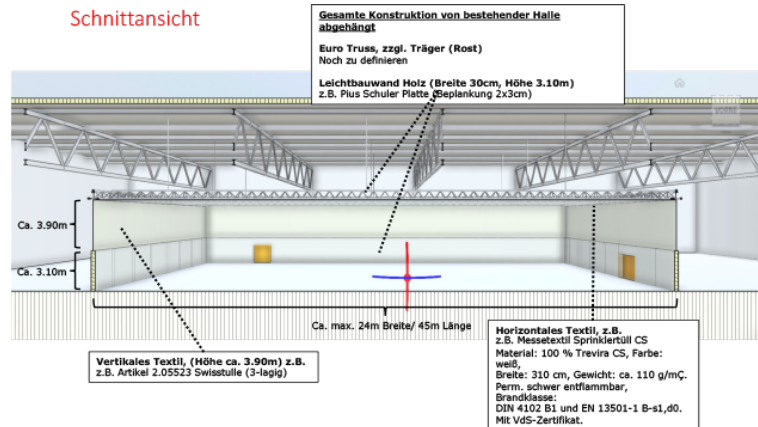 Schnittansicht
Gesamte Konstruktion von bestehender Halle
abgehängt
Euro Truss, zzgl. Träger (Rost)
Noch zu definieren
Leichtbauwand Holz (Breite 30cm, Höhe 3.10m)
z.B. Pius Schuler Platte (Beplankung 2x3cm)
VORNE
Ca. 3.90m
Ca. 3.10m
Ca. max. 24m Breite/ 45m Länge
Vertikales Textil, (Höhe ca. 3.90m) z.B.
z.B. Artikel 2.05523 Swisstulle (3-lagig)
Horizontales Textil, z.B.
z.B. Messetextil Sprinklertüll CS
Material: 100 % Trevira CS, Farbe:
weiß,
Breite: 310 cm, Gewicht: ca. 110 g/mÇ.
Perm. schwer entflammbar,
Brandklasse:
DIN 4102 B1 und EN 13501-1 B-s1,d0.
Mit VdS-Zertifikat.